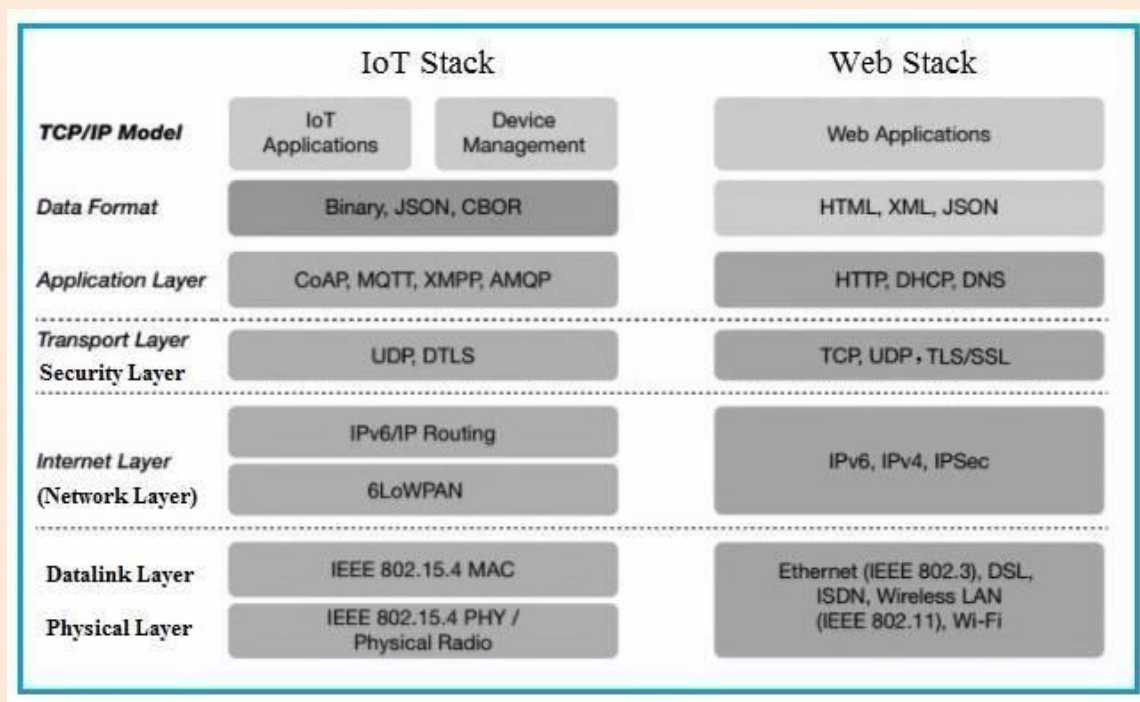 IoT Stack
Web Stack
TCP/IP Model
IoT
Applications
Device
Management
Web Applications
Data Format
Binary, JSON, CBOR
HTML, XML, JSON
Application Layer
CoAP, MQTT, XMPP, AMQP
HTTP, DHCP, DNS
Transport Layer
Security Layer
UDP, DTLS
TCP, UDP，TLS/SSL
Internet Layer
(Network Layer)
IPv6/IP Routing
6LoWPAN
IPv6, IPv4, IPSec
Datalink Layer
Physical Layer
IEEE 802.15.4 MAC
IEEE 802.15.4 PHY /
Physical Radio
Ethernet (IEEE 802.3), DSL,
ISDN, Wireless LAN
(IEEE 802.11), Wi-Fi